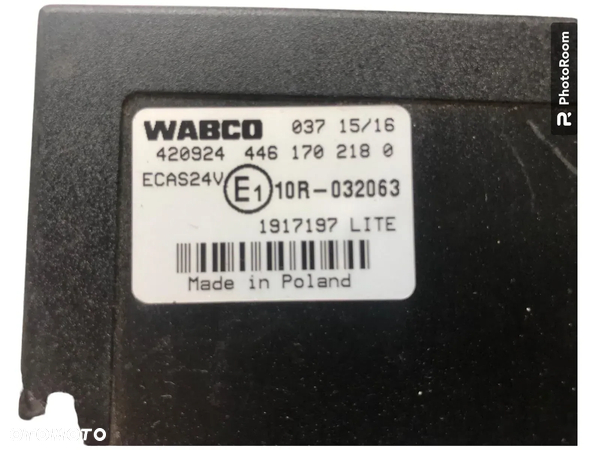 WABCO 037 15/16
420924 446 170 218 0
ECAS24V E1 10R-032063
1917197 LITE
Made in Poland
PhotoRoom
OTOMOTO